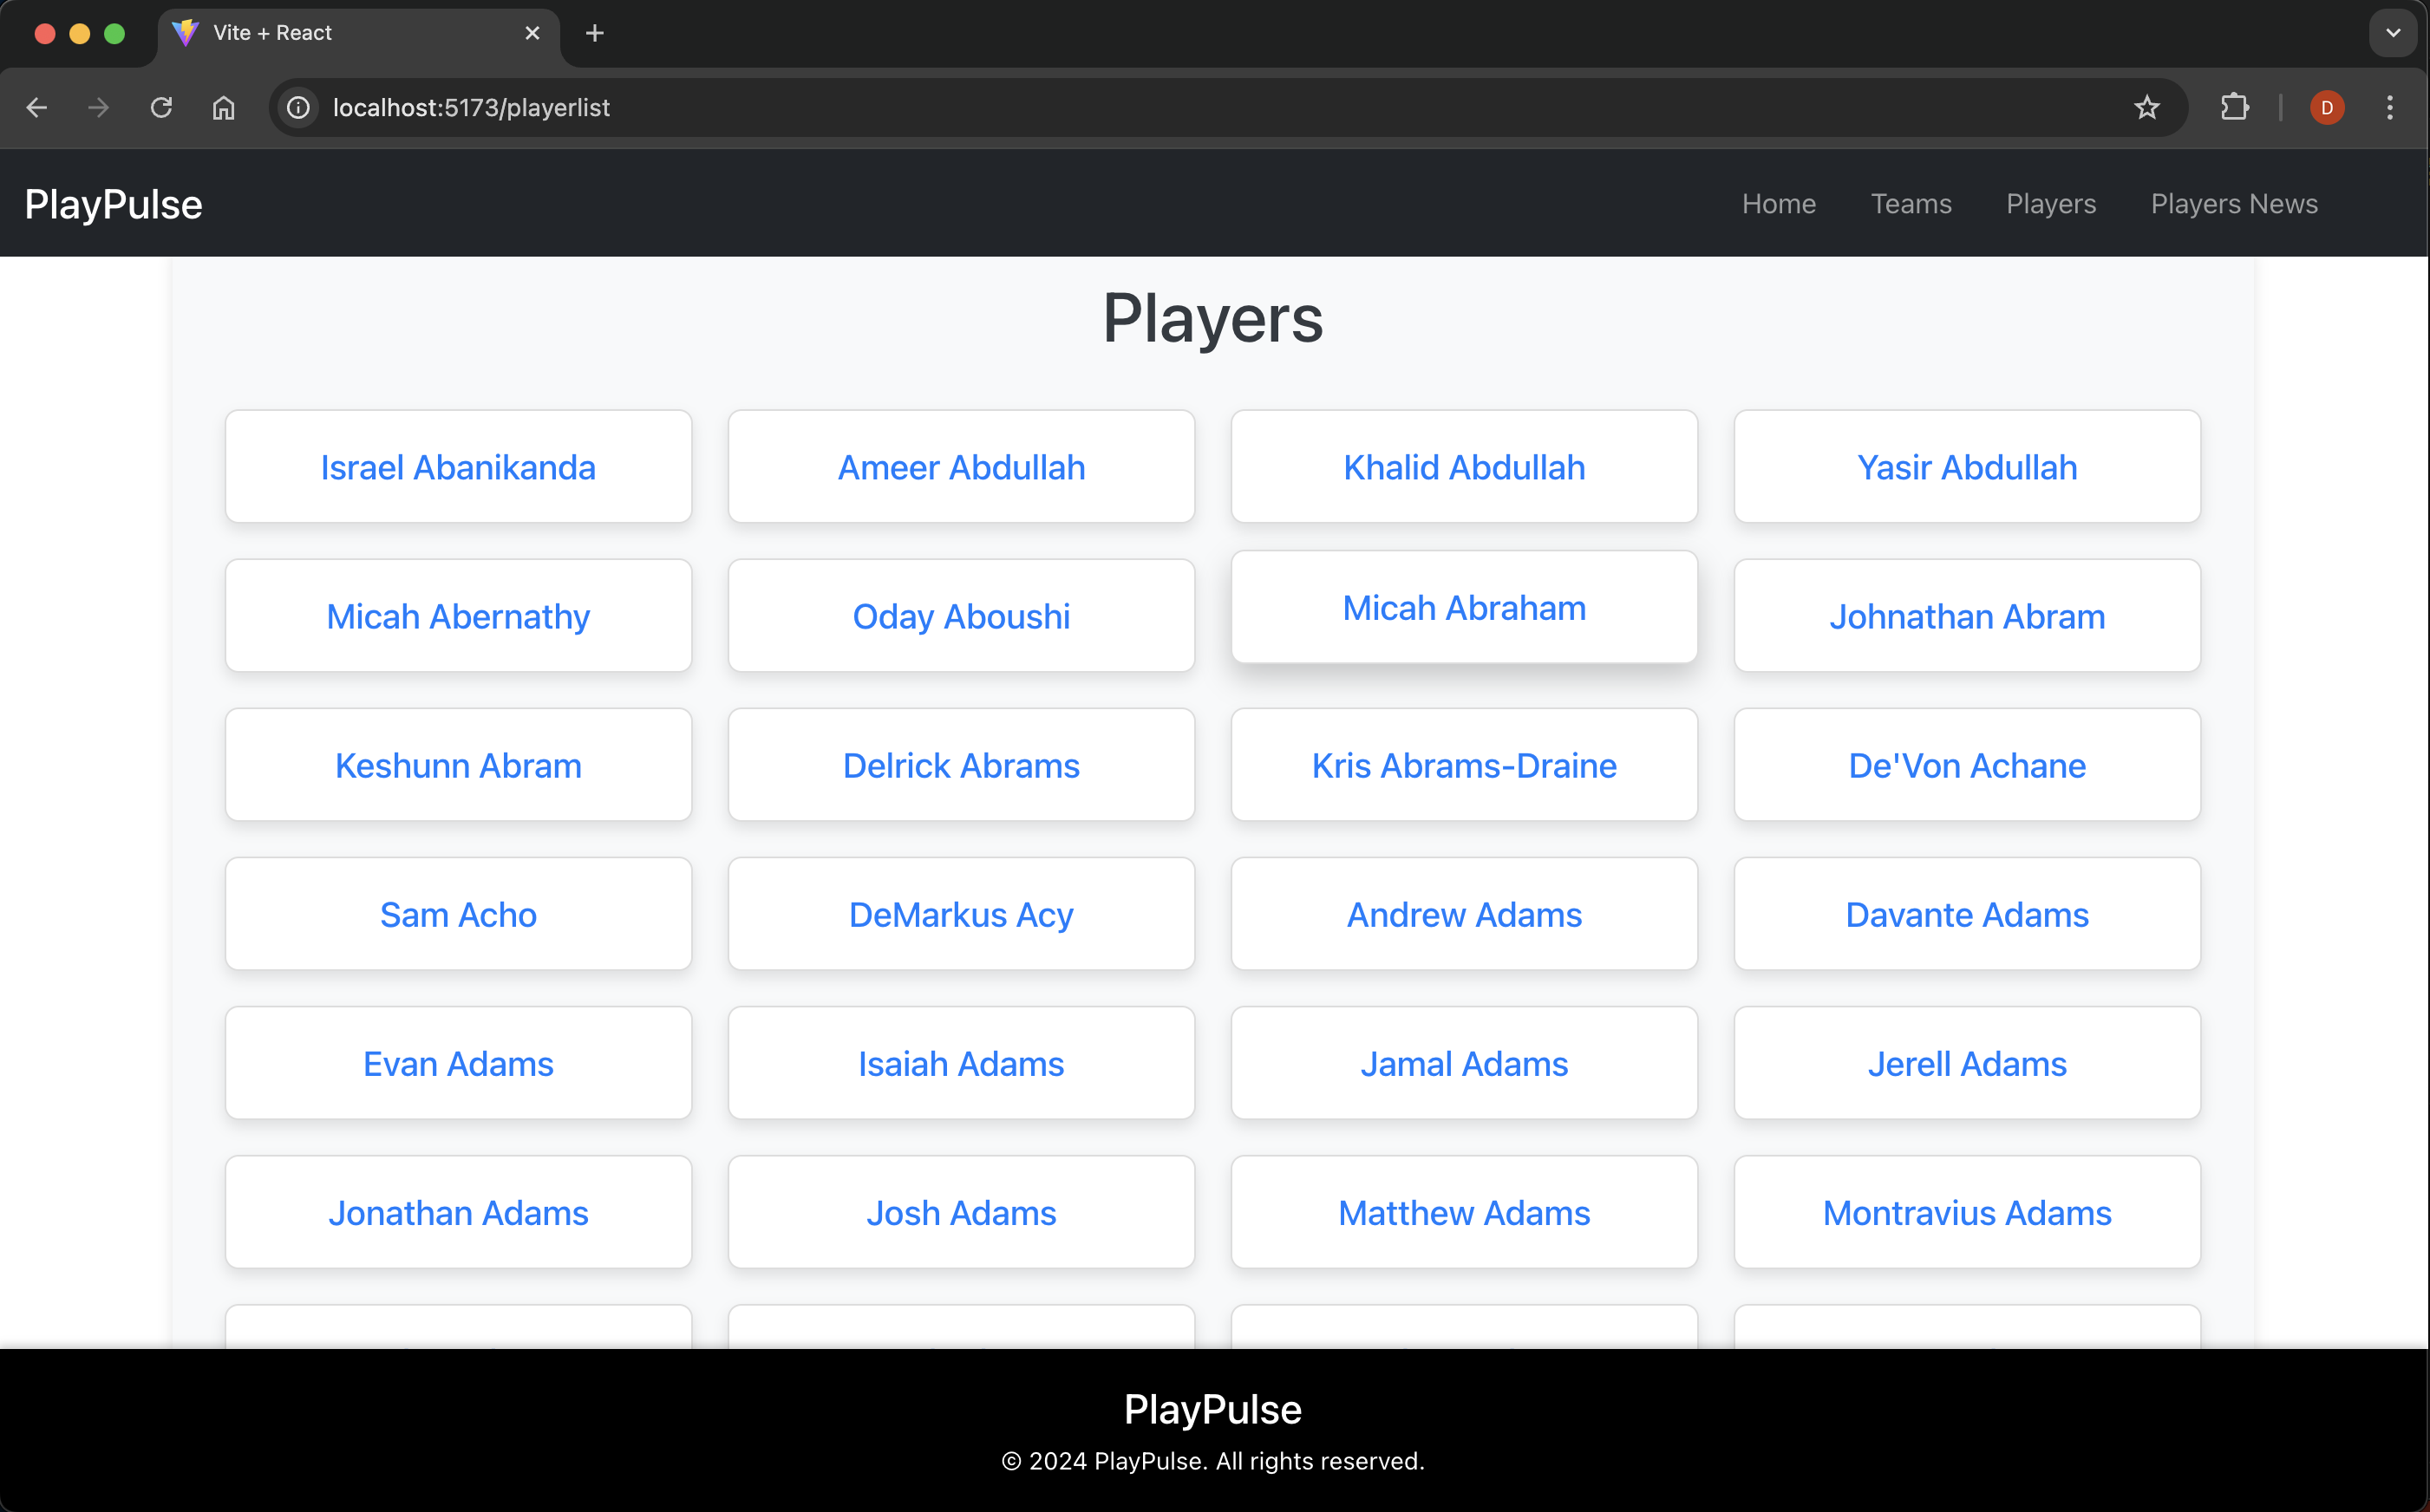 Vite + React
localhost:5173/playerlist
D
PlayPulse
Home Teams Players Players News
Players
Israel Abanikanda Ameer Abdullah Khalid Abdullah Yasir Abdullah
Micah Abernathy Oday Aboushi Micah Abraham Johnathan Abram
Keshunn Abram Delrick Abrams Kris Abrams-Draine De'Von Achane
Sam Acho DeMarkus Acy Andrew Adams Davante Adams
Evan Adams Isaiah Adams Jamal Adams Jerell Adams
Jonathan Adams Josh Adams Matthew Adams Montravius Adams
PlayPulse
© 2024 PlayPulse. All rights reserved.